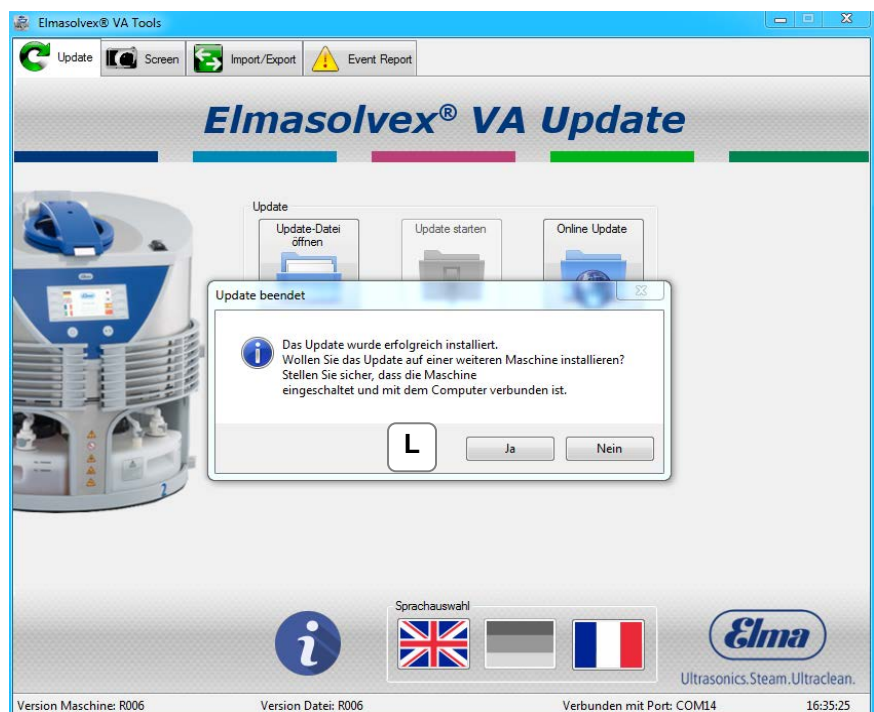 Elmasolvex® VA Tools
Update
Screen
Import/Export
Event Report
Elmasolvex® VA Update
Update
Update-Datei
öffnen
Update starten
Online Update
Update beendet
Das Update wurde erfolgreich installiert.
Wollen Sie das Update auf einer weiteren Maschine installieren?
Stellen Sie sicher, dass die Maschine
eingeschaltet und mit dem Computer verbunden ist.
L
Ja
Nein
2
Sprachauswahl
i
Elma
Ultrasonics.Steam.Ultraclean.
Version Maschine: R006
Version Datei: R006
Verbunden mit Port: COM14
16:35:25